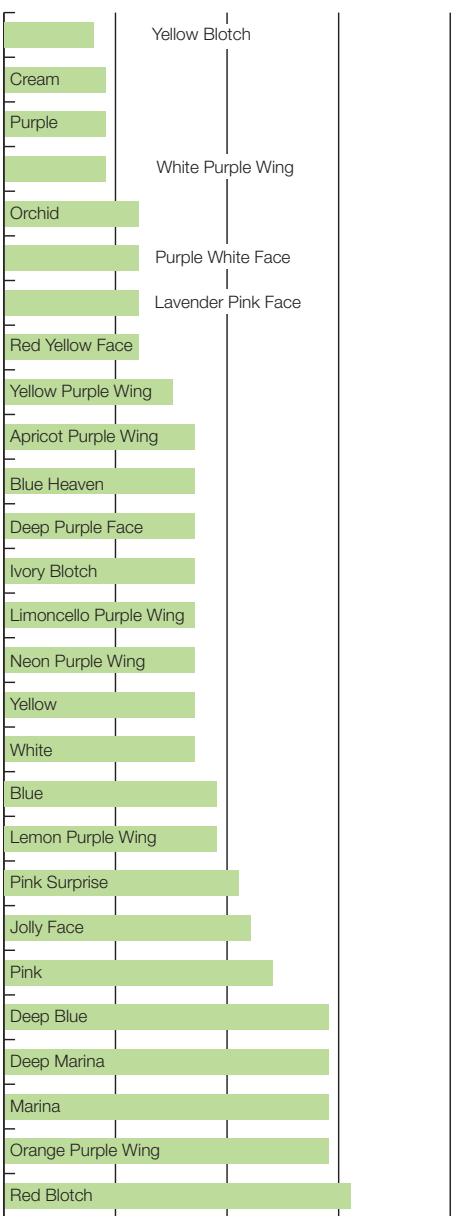 Yellow Blotch
Cream
Purple
White Purple Wing
Orchid
Purple White Face
Lavender Pink Face
Red Yellow Face
Yellow Purple Wing
Apricot Purple Wing
Blue Heaven
Deep Purple Face
Ivory Blotch
Limoncello Purple Wing
Neon Purple Wing
Yellow
White
Blue
Lemon Purple Wing
Pink Surprise
Jolly Face
Pink
Deep Blue
Deep Marina
Marina
Orange Purple Wing
Red Blotch